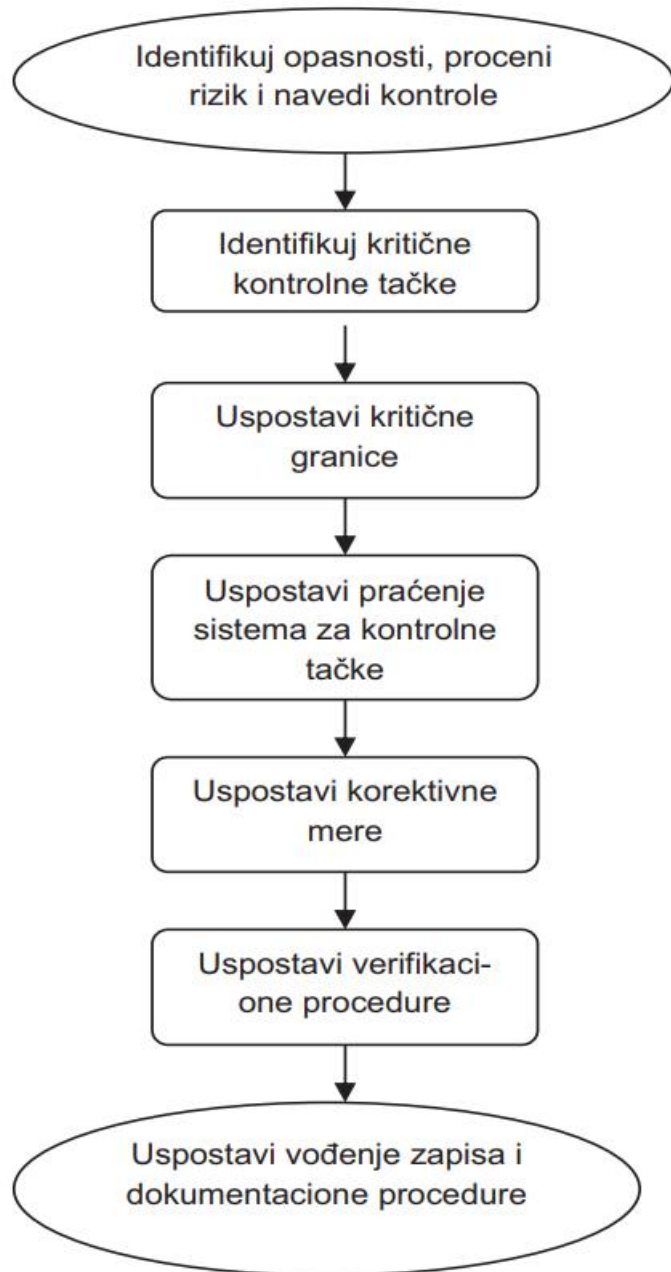 Identifikuj opasnosti, proceni
rizik i navedi kontrole
Identifikuj kritične
kontrolne tačke
Uspostavi kritične
granice
Uspostavi praćenje
sistema za kontrolne
tačke
Uspostavi korektivne
mere
Uspostavi verifikaci-
one procedure
Uspostavi vođenje zapisa i
dokumentacione procedure